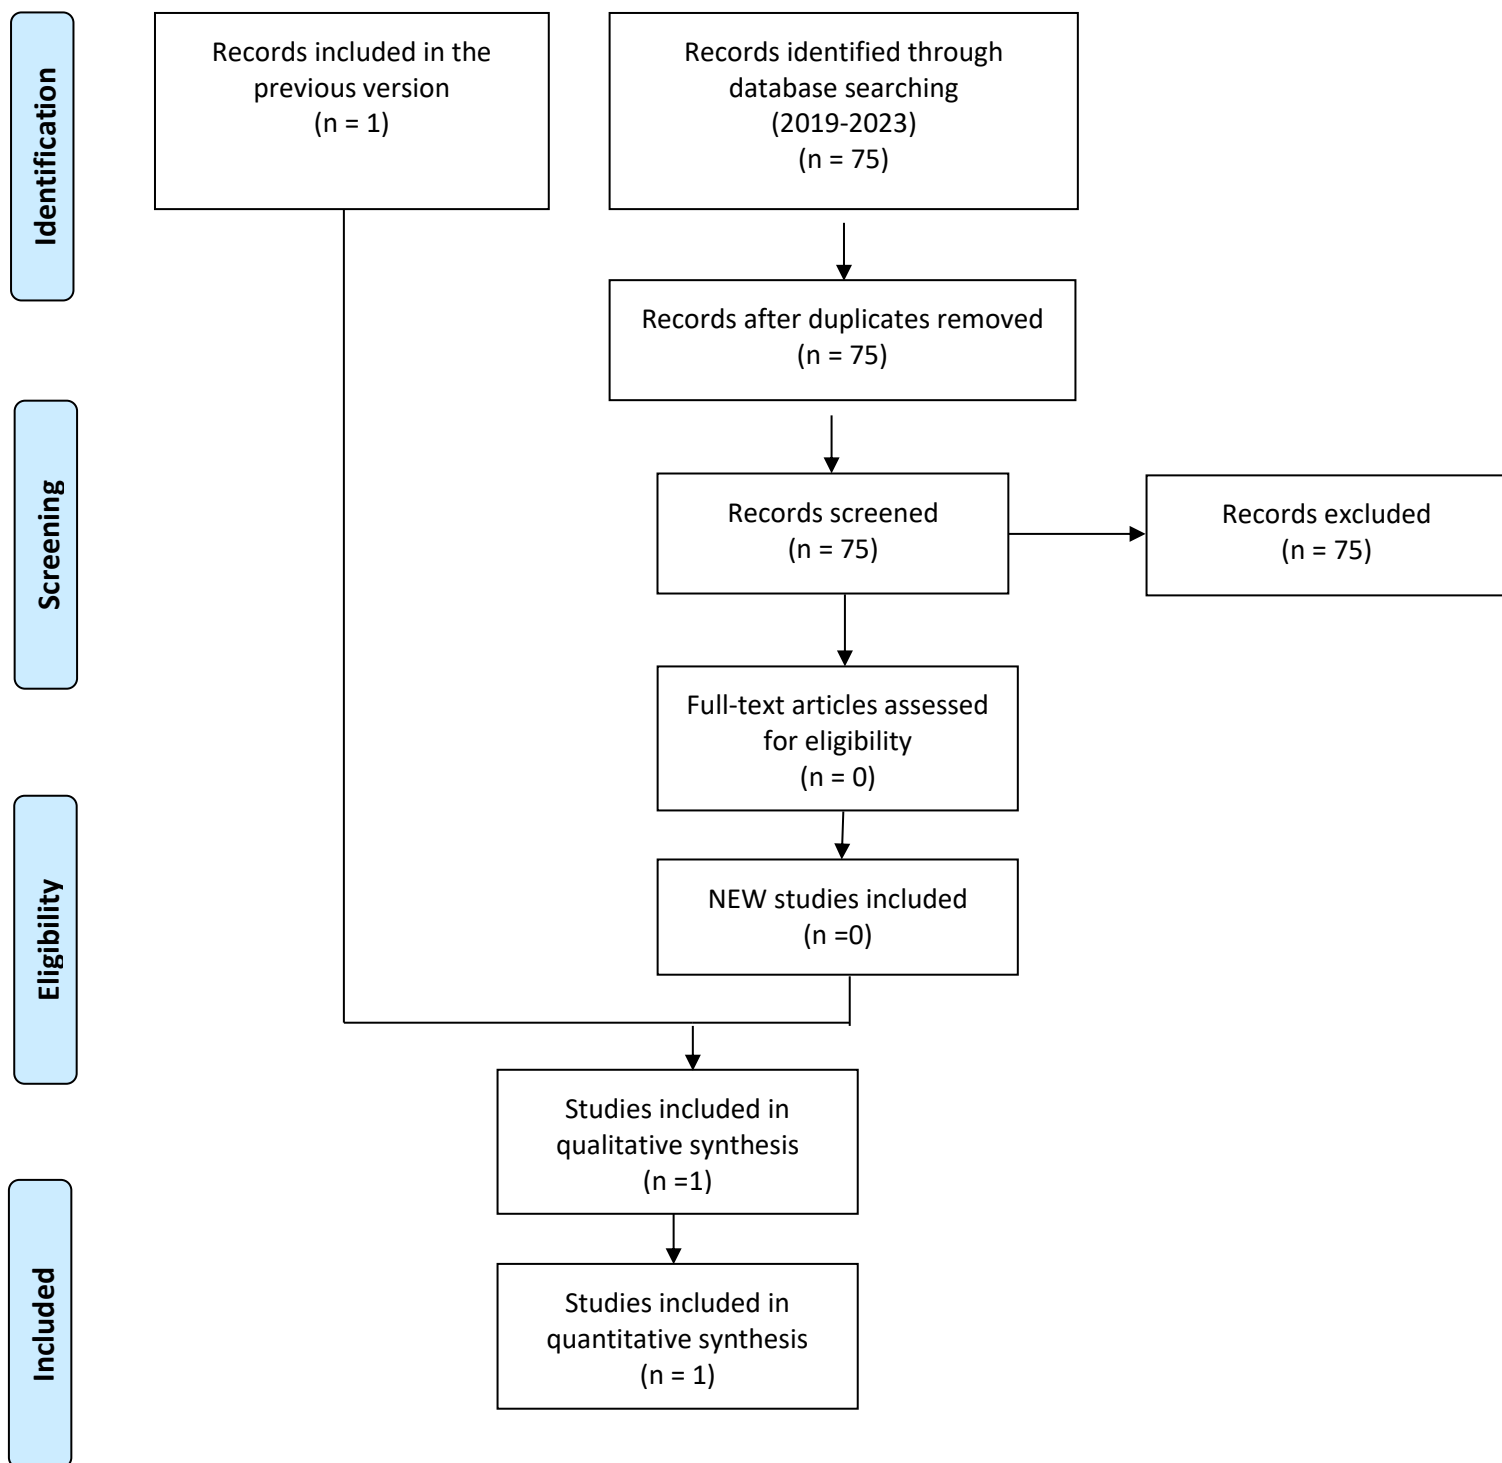 Identification
Records included in the
previous version
(n = 1)
Records identified through
database searching
(2019-2023)
(n = 75)
Records after duplicates removed
(n = 75)
Screening
Records screened
(n = 75)
Records excluded
(n = 75)
Full-text articles assessed
for eligibility
(n = 0)
Eligibility
NEW studies included
(n =0)
Studies included in
qualitative synthesis
(n =1)
Included
Studies included in
quantitative synthesis
(n = 1)